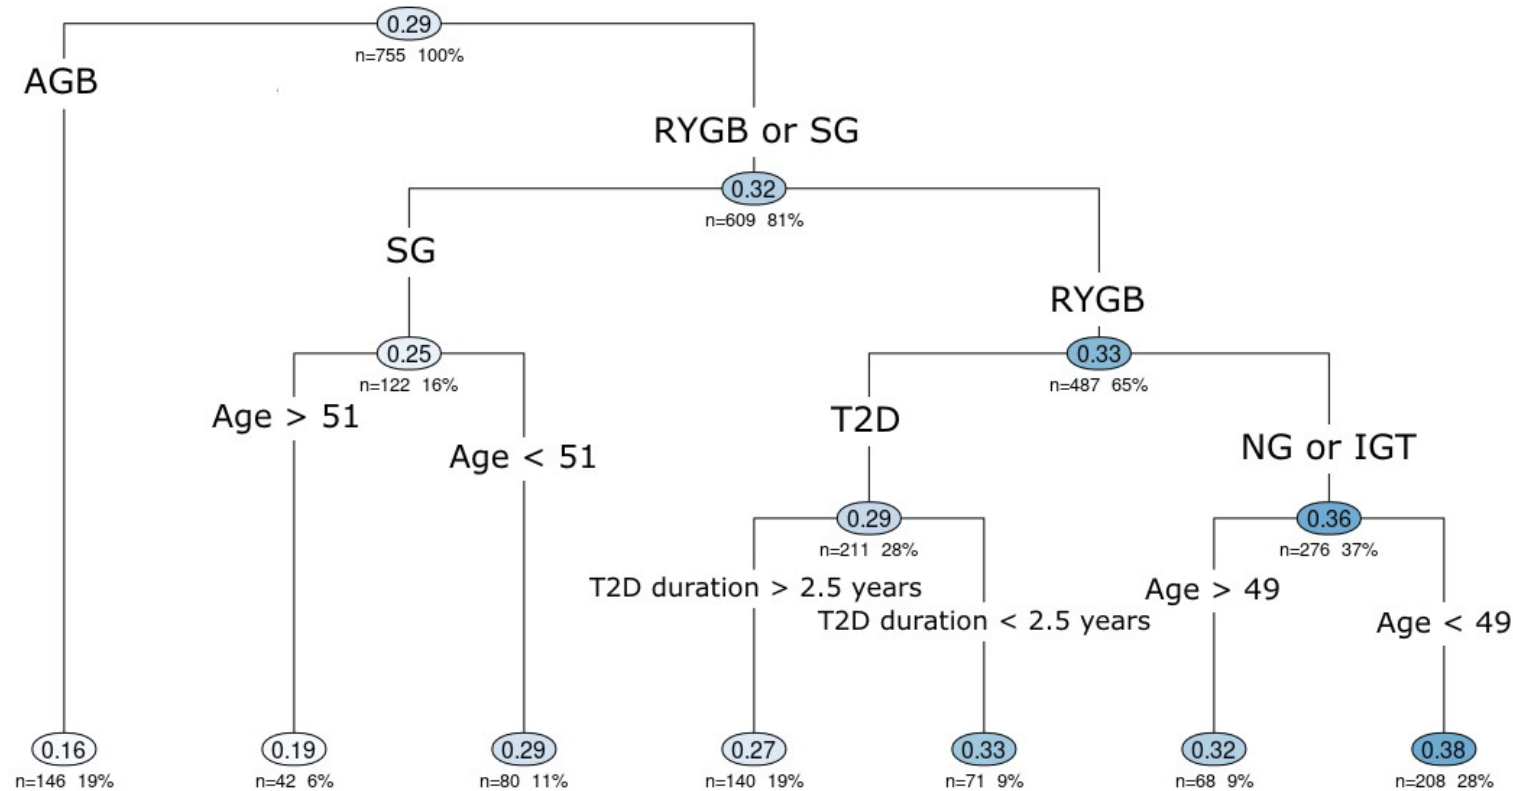 0.29
n=755 100%
AGB
RYGB or SG
0.32
n=609 81%
SG
RYGB
0.25
n=122 16%
0.33
n=487 65%
Age > 51
Age < 51
T2D
NG or IGT
0.29
n=211 28%
0.36
n=276 37%
T2D duration > 2.5 years
T2D duration < 2.5 years
Age > 49
Age < 49
0.16
n=146 19%
0.19
n=42 6%
0.29
n=80 11%
0.27
n=140 19%
0.33
n=71 9%
0.32
n=68 9%
0.38
n=208 28%